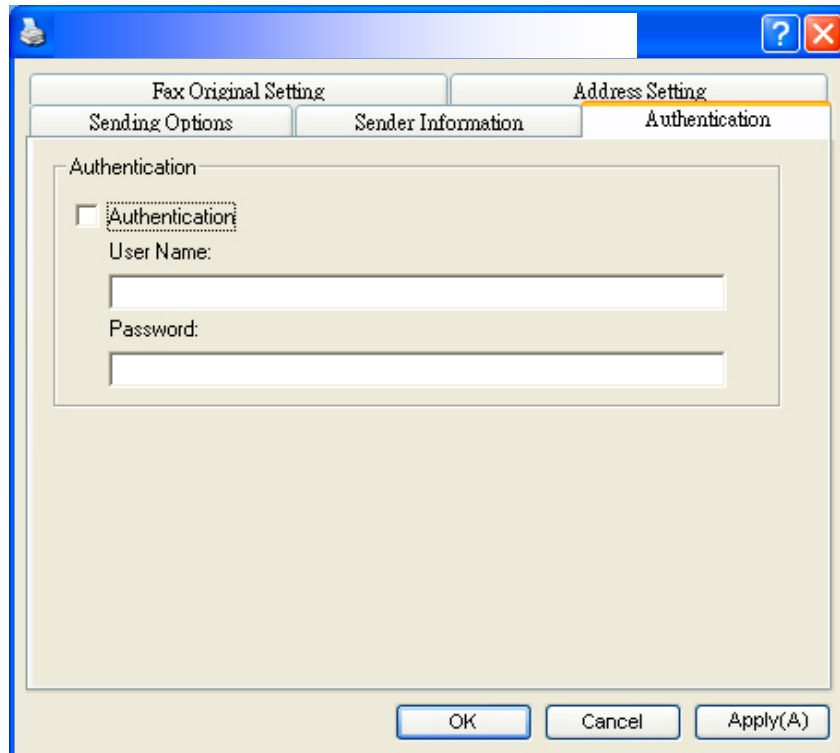 ?
Fax Original Setting Address Setting
Sending Options Sender Information Authentication
Authentication
Authentication
User Name:
Password:
OK Cancel Apply(A)